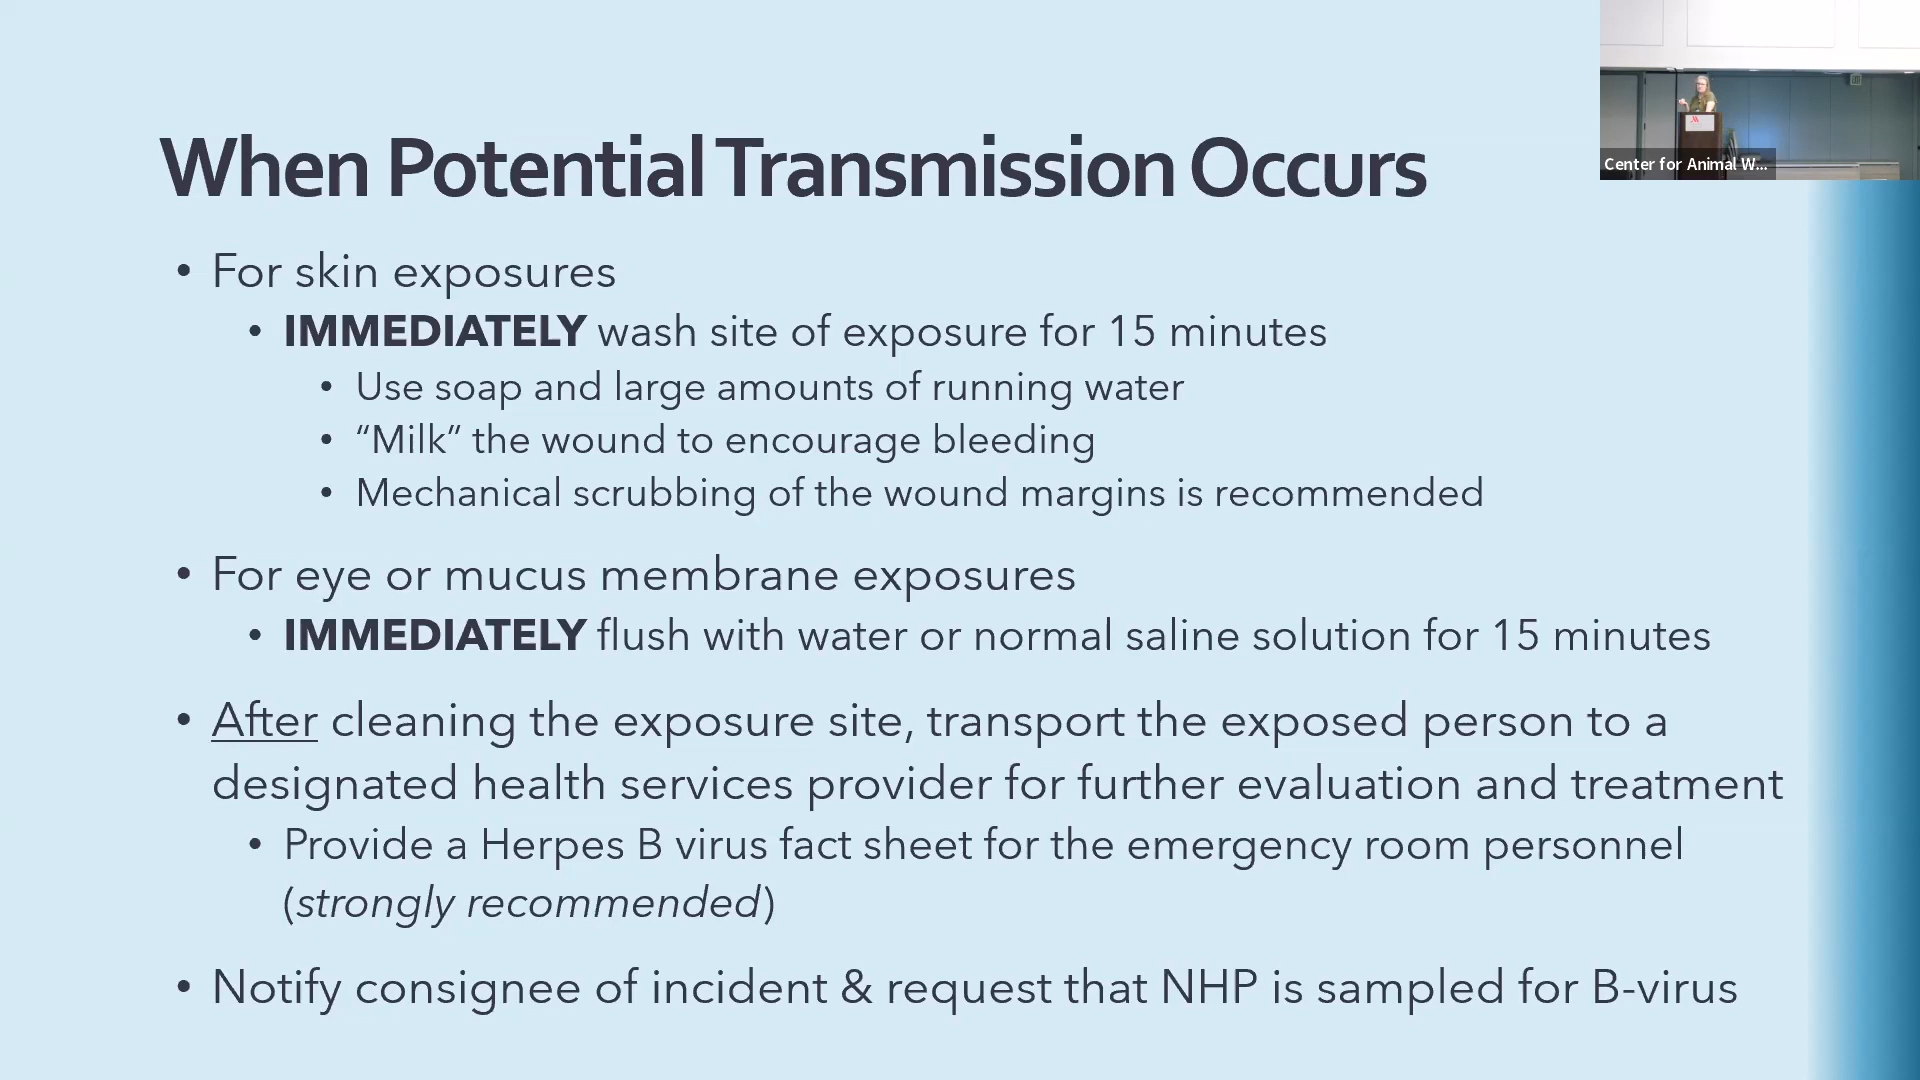 When Potential Transmission Occurs
Center for Animal W...
• For skin exposures
• IMMEDIATELY wash site of exposure for 15 minutes
• Use soap and large amounts of running water
• “Milk” the wound to encourage bleeding
• Mechanical scrubbing of the wound margins is recommended
• For eye or mucus membrane exposures
• IMMEDIATELY flush with water or normal saline solution for 15 minutes
• After cleaning the exposure site, transport the exposed person to a
designated health services provider for further evaluation and treatment
• Provide a Herpes B virus fact sheet for the emergency room personnel
(strongly recommended)
• Notify consignee of incident & request that NHP is sampled for B-virus